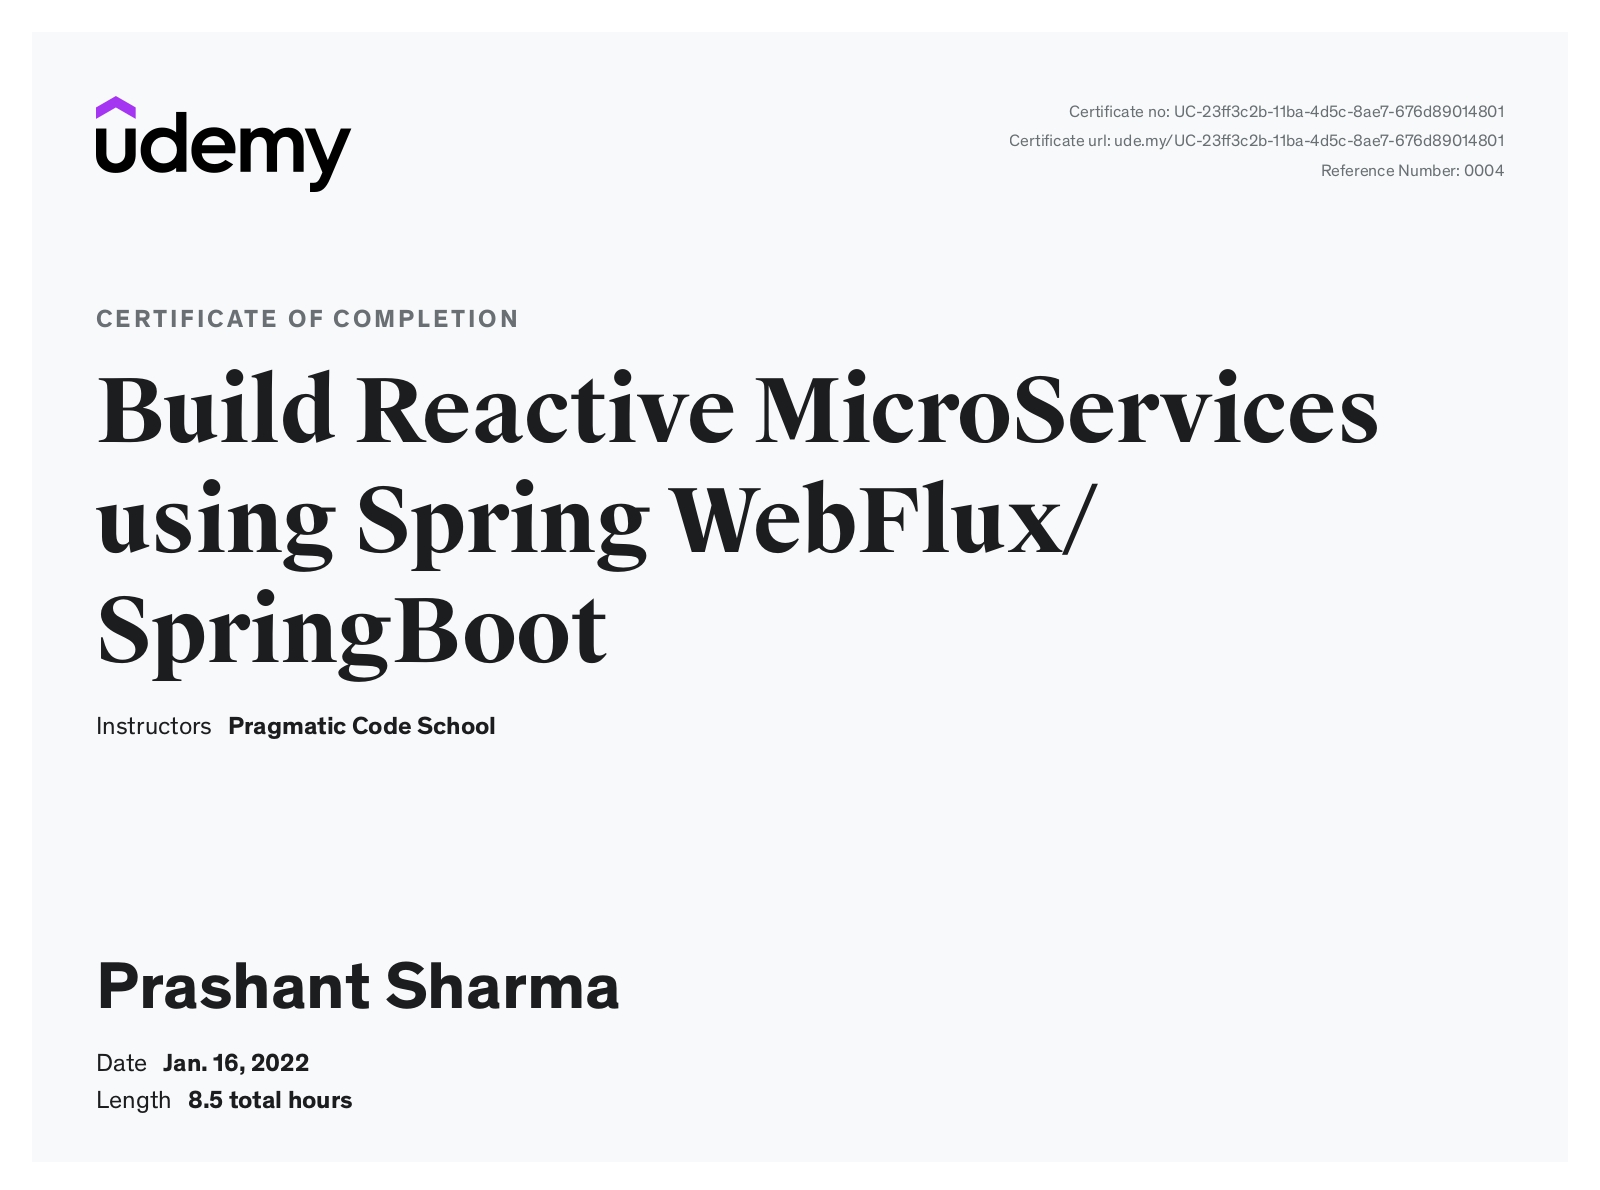 udemy
Certificate no: UC-23ff3c2b-11ba-4d5c-8ae7-676d89014801
Certificate url: ude.my/UC-23ff3c2b-11ba-4d5c-8ae7-676d89014801
Reference Number: 0004
CERTIFICATE OF COMPLETION
Build Reactive MicroServices
using Spring WebFlux/
SpringBoot
Instructors Pragmatic Code School
Prashant Sharma
Date Jan. 16, 2022
Length 8.5 total hours